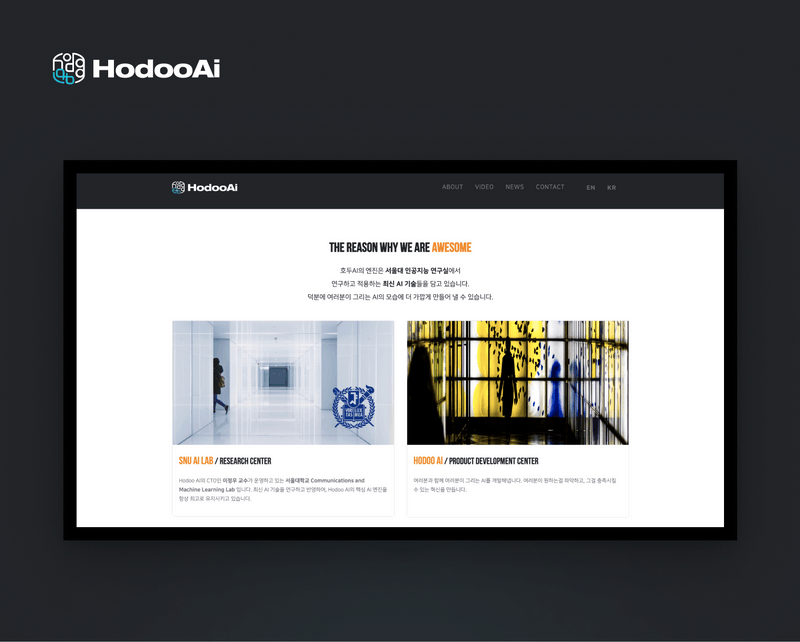 HodooAi
HodooAi
ABOUT VIDEO NEWS CONTACT EN KR
THE REASON WHY WE ARE AWESOME
호두AI의 엔진은 서울대 인공지능 연구실에서
연구하고 적용하는 최신 AI 기술들을 담고 있습니다.
덕분에 여러분이 그리는 AI의 모습에 더 가깝게 만들어 낼 수 있습니다.
SNU AI LAB / RESEARCH CENTER
Hodoo AI의 CTO인 이정우 교수가 운영하고 있는 서울대학교 Communications and
Machine Learning Lab 입니다. 최신 AI 기술을 연구하고 반영하여, Hodoo AI의 핵심 AI 엔진을
항상 최고로 유지시키고 있습니다.
HODOO AI / PRODUCT DEVELOPMENT CENTER
여러분과 함께 여러분이 그리는 AI를 개발해냅니다. 여러분이 원하는걸 파악하고, 그걸 충족시킬
수 있는 혁신을 만듭니다.